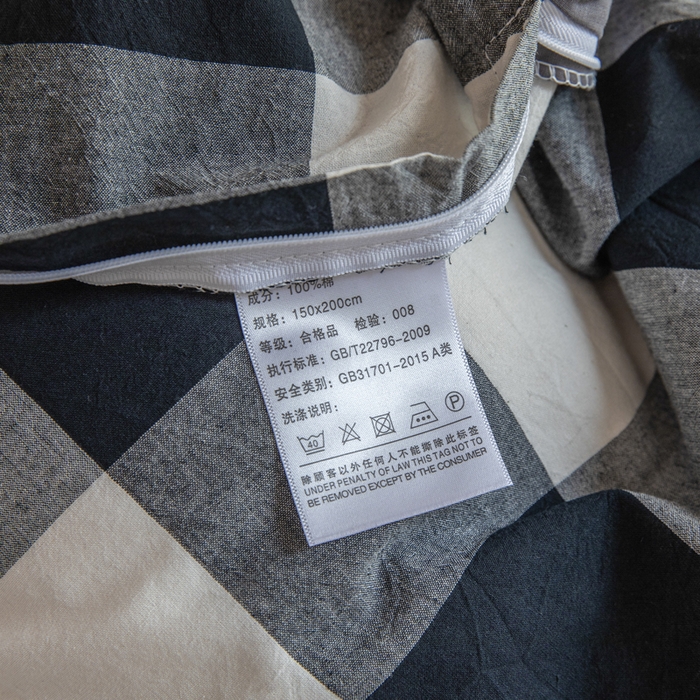 成分：100%棉
规格：150x200cm
等级：合格品 检验：008
执行标准：GB/T22796-2009
安全类别：GB31701-2015 A类
洗涤说明：
40 P
除顾客以外任何人不能撕除此标签
UNDER PENALTY OF LAW THIS TAG NOT TO
BE REMOVED EXCEPT BY THE CONSUMER